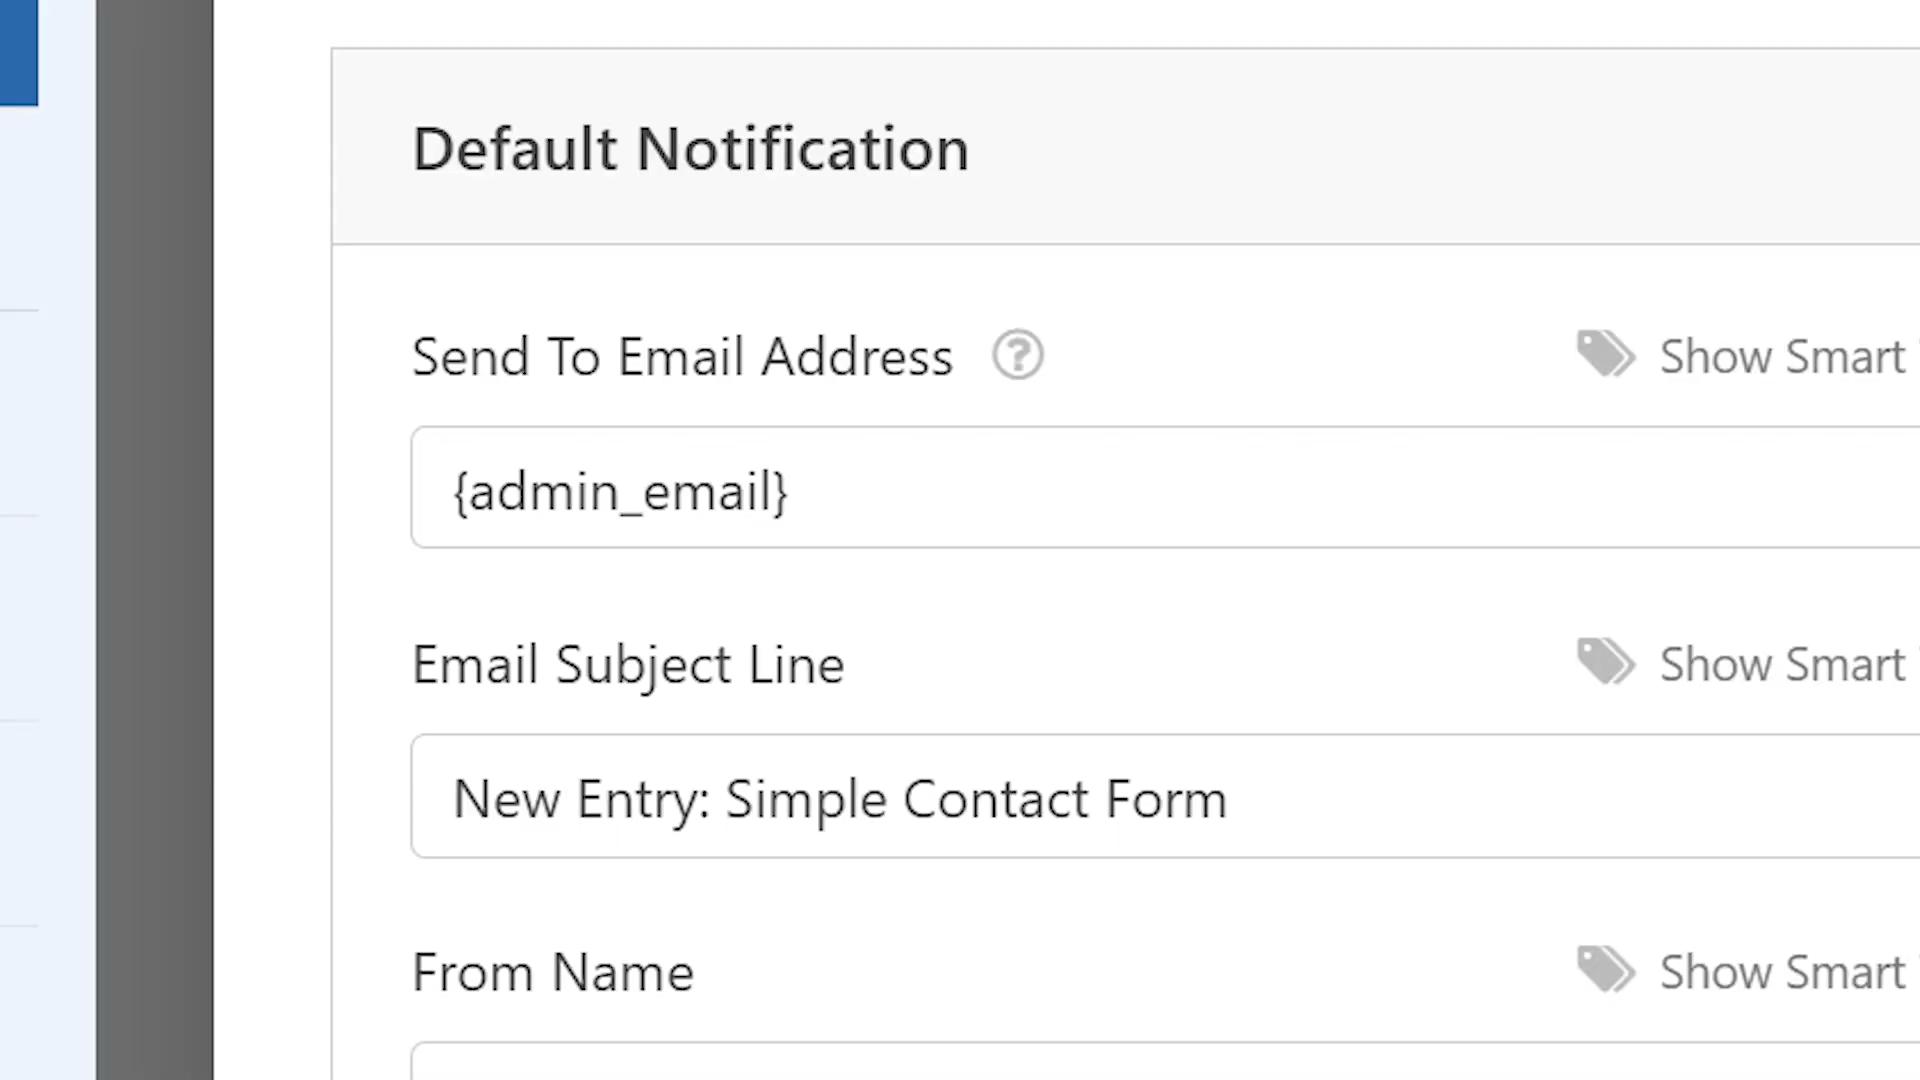 Default Notification
Send To Email Address ? Show Smart
{admin_email}
Email Subject Line Show Smart
New Entry: Simple Contact Form
From Name Show Smart